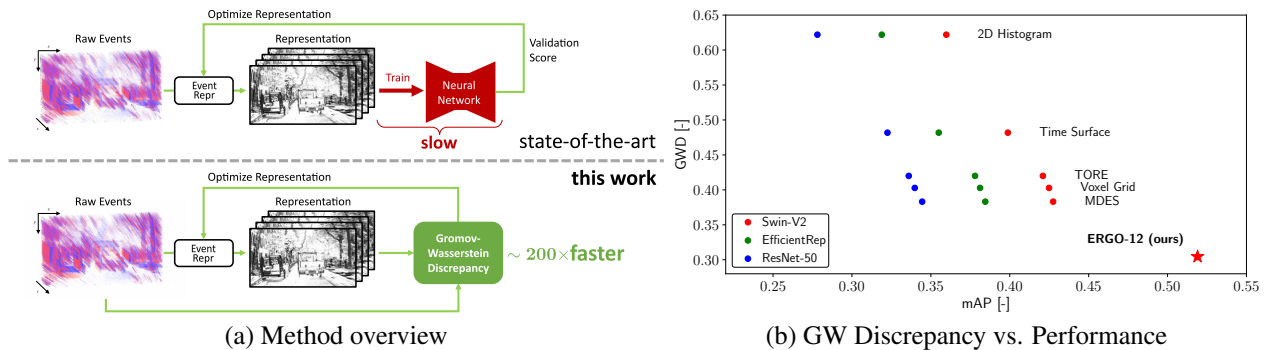 Optimize Representation
Raw Events
Representation
Validation
Score
Event
Repr
Train
Neural
Network
slow
state-of-the-art
this work
Optimize Representation
Raw Events
Representation
Event
Repr
Gromov-
Wasserstein
Discrepancy
~ 200×faster
(a) Method overview
0.65
0.60
0.55
0.50
0.45
0.40
0.35
0.30
GWD [-]
2D Histogram
Time Surface
TORE
Voxel Grid
MDES
ERGO-12 (ours)
Swin-V2
EfficientRep
ResNet-50
0.25
0.30
0.35
0.40
0.45
0.50
0.55
mAP [-]
(b) GW Discrepancy vs. Performance